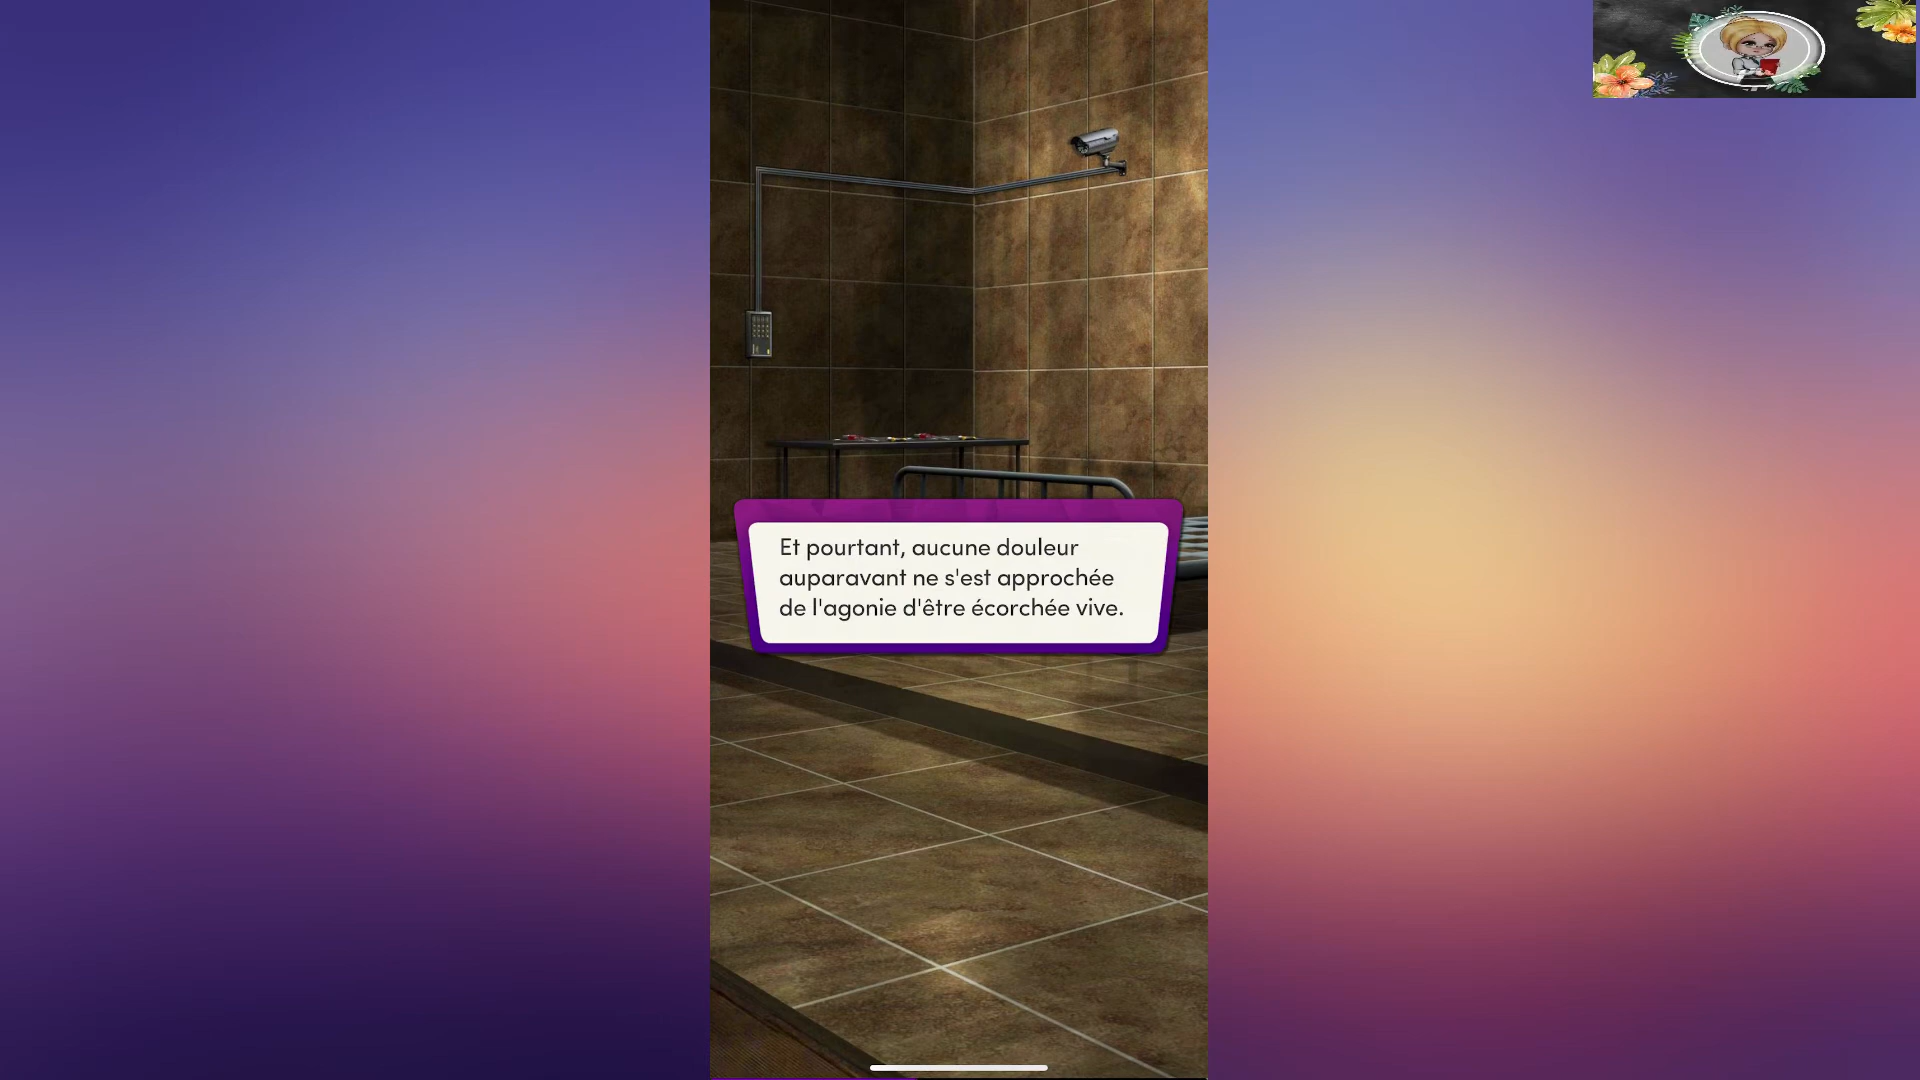 Et pourtant, aucune douleur
auparavant ne s'est approchée
de l'agonie d'être écorchée vive.